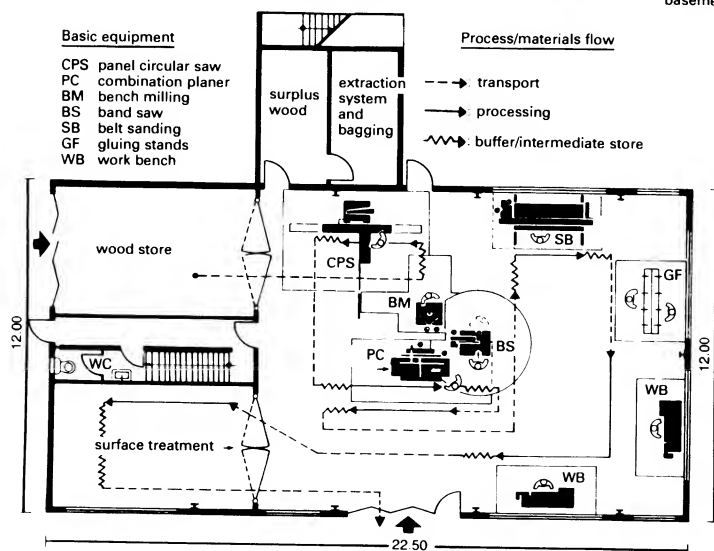 baseme
Basic equipment
CPS panel circular saw
PC combination planer
BM bench milling
BS band saw
SB belt sanding
GF gluing stands
WB work bench
Process/materials flow
: transport
: processing
: buffer/intermediate store
surplus
wood
extraction
system
and
bagging
wood store
CPS
SB
GF
BM
BS
PC
WC
WB
WB
surface treatment
12.00
12.00
22.50